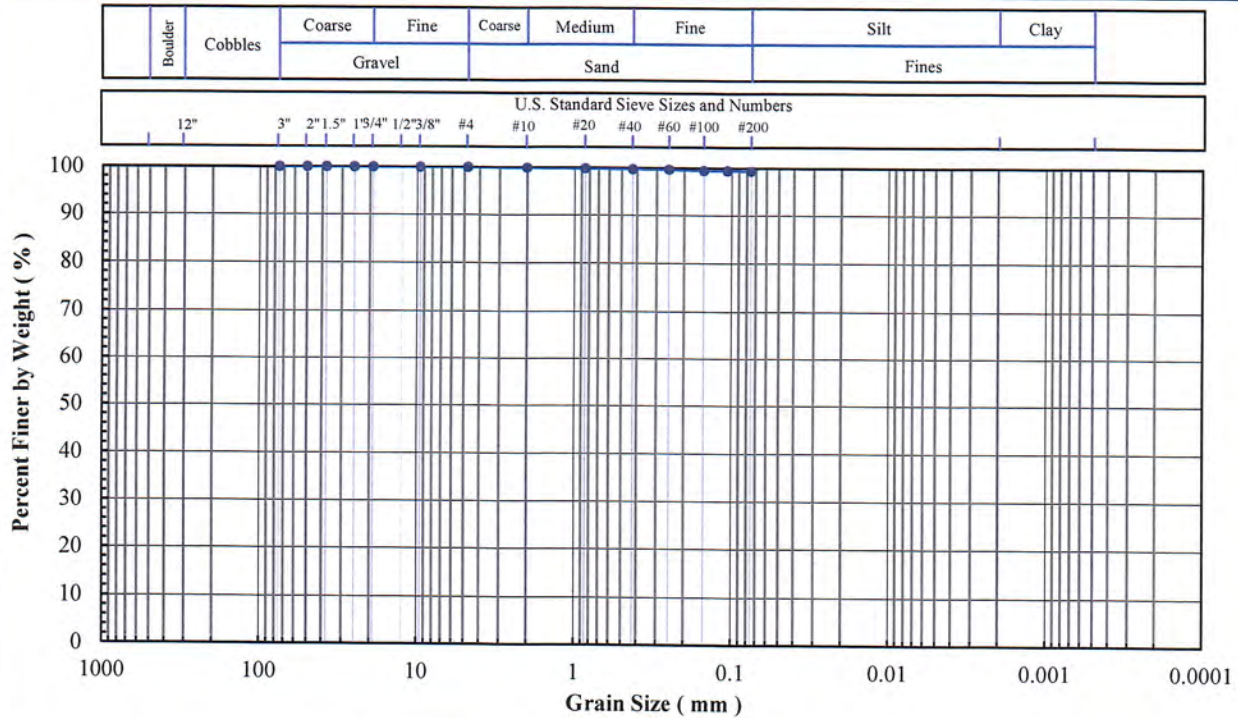 Boulder Cobbles Coarse Fine Coarse Medium Fine Silt Clay
Gravel Sand Fines
U.S. Standard Sieve Sizes and Numbers
12" 3" 2" 1.5" 1" 3/4" 1/2" 3/8" #4 #10 #20 #40 #60 #100 #200
Percent Finer by Weight ( % )
100
90
80
70
60
50
40
30
20
10
0
1000 100 10 1 0.1 0.01 0.001 0.0001
Grain Size ( mm )